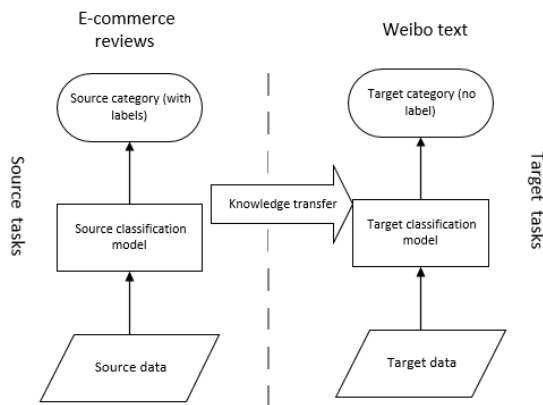 E-commerce
reviews
Weibo text
Source category (with
labels)
Target category (no
label)
Source tasks
Knowledge transfer
Target tasks
Source classification
model
Target classification
model
Source data
Target data